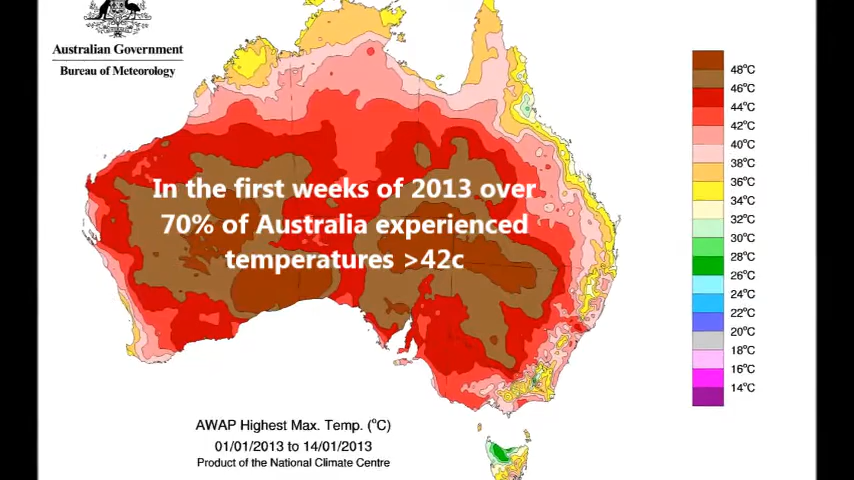 Australian Government
Bureau of Meteorology
In the first weeks of 2013 over
70% of Australia experienced
temperatures >42c
48°C
46°C
44°C
42°C
40°C
38°C
36°C
34°C
32°C
30°C
28°C
26°C
24°C
22°C
20°C
18°C
16°C
14°C
AWAP Highest Max. Temp. (°C)
01/01/2013 to 14/01/2013
Product of the National Climate Centre